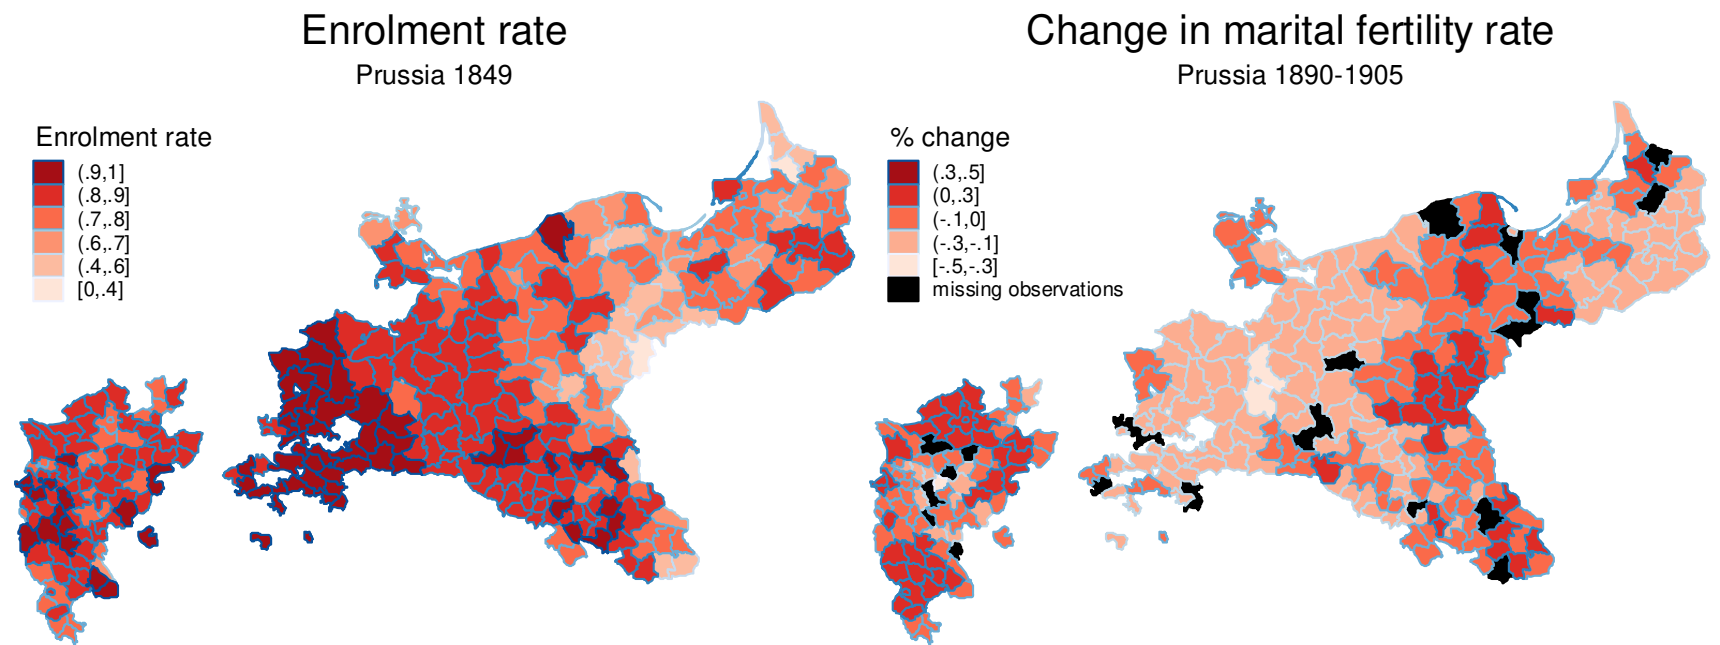 Enrolment rate
Prussia 1849
Enrolment rate
(.9,1]
(.8,.9]
(.7,.8]
(.6,.7]
(.4,.6]
[0,.4]
Change in marital fertility rate
Prussia 1890-1905
% change
(.3,.5]
(0,.3]
(-.1,0]
(-.3,-.1]
[-.5,-.3]
missing observations